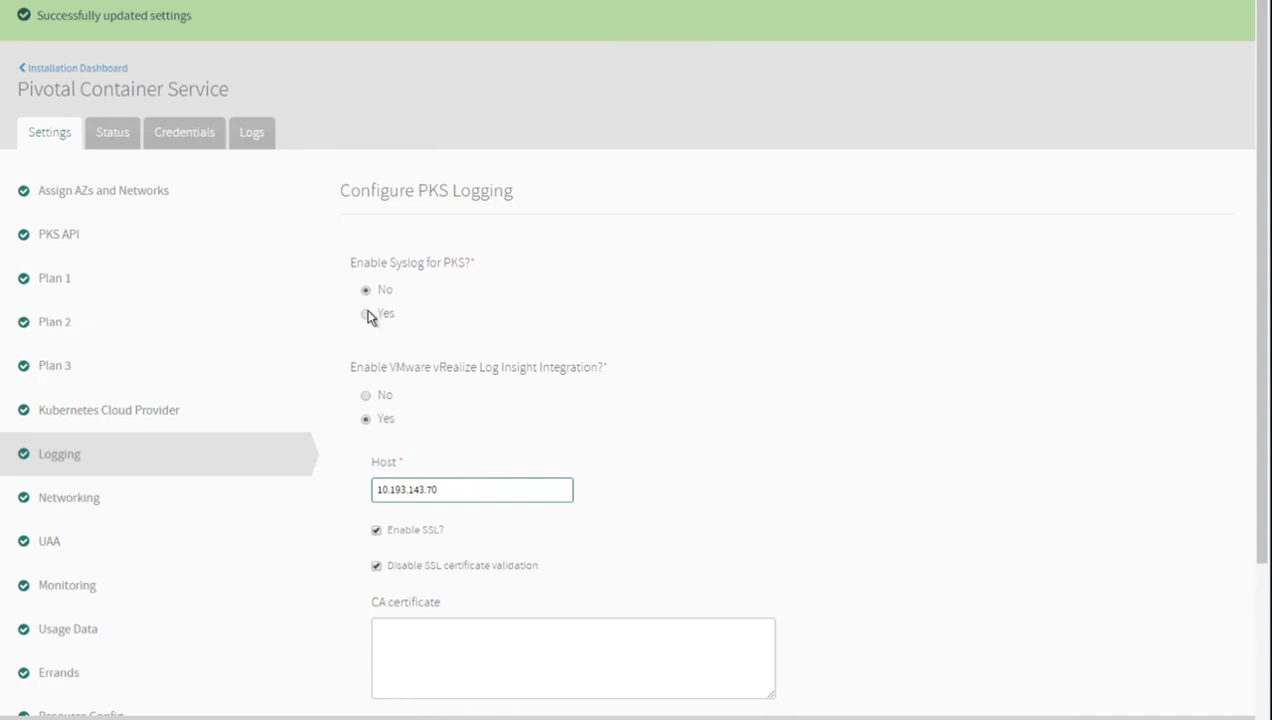 Successfully updated settings
Installation Dashboard
Pivotal Container Service
Settings
Status
Credentials
Logs
Assign AZs and Networks
PKS API
Plan 1
Plan 2
Plan 3
Kubernetes Cloud Provider
Logging
Networking
UAA
Monitoring
Usage Data
Errands
Resource Config
Configure PKS Logging
Enable Syslog for PKS?*
No
Yes
Enable VMware vRealize Log Insight Integration?*
No
Yes
Host *
10.193.143.70
Enable SSL?
Disable SSL certificate validation
CA certificate